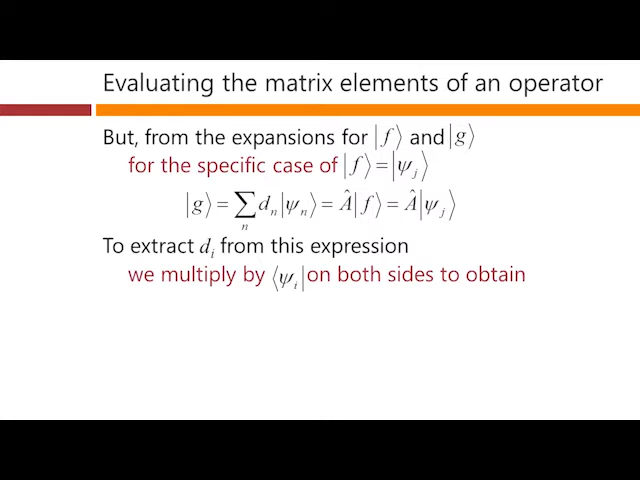 Evaluating the matrix elements of an operator
But, from the expansions for |f⟩ and |g⟩
for the specific case of |f⟩ = |ψ_j⟩
|g⟩ = ∑_n d_n |ψ_n⟩ = Â|f⟩ = Â|ψ_j⟩
To extract d_i from this expression
we multiply by ⟨ψ_i| on both sides to obtain